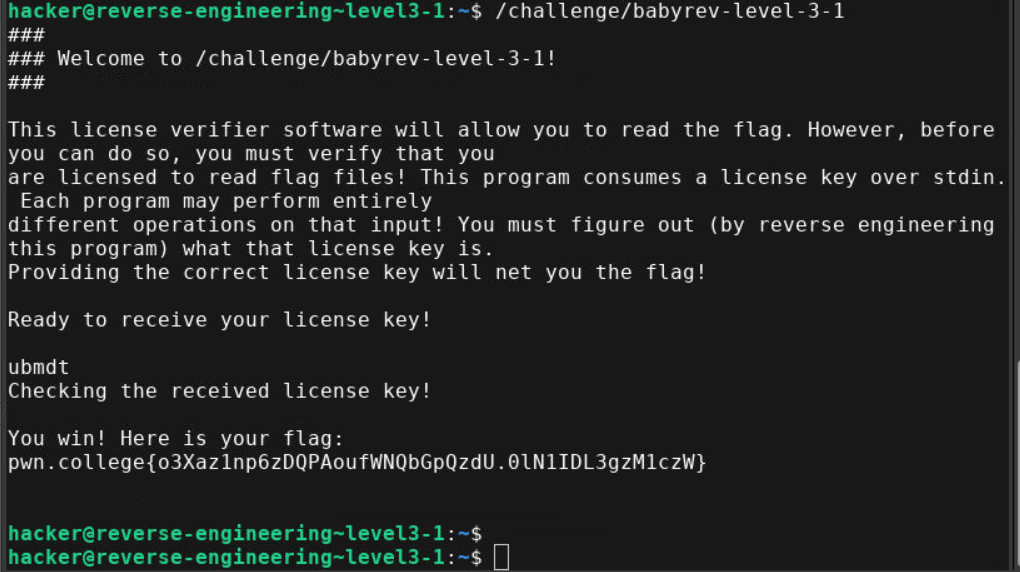 hacker@reverse-engineering~level3-1:~$ /challenge/babyrev-level-3-1
###
### Welcome to /challenge/babyrev-level-3-1!
###
This license verifier software will allow you to read the flag. However, before
you can do so, you must verify that you
are licensed to read flag files! This program consumes a license key over stdin.
Each program may perform entirely
different operations on that input! You must figure out (by reverse engineering
this program) what that license key is.
Providing the correct license key will net you the flag!
Ready to receive your license key!
ubmdt
Checking the received license key!
You win! Here is your flag:
pwn.college{o3Xaz1np6zDQPAoufWNQbGpQzdU.0lN1IDL3gzM1czW}
hacker@reverse-engineering~level3-1:~$
hacker@reverse-engineering~level3-1:~$